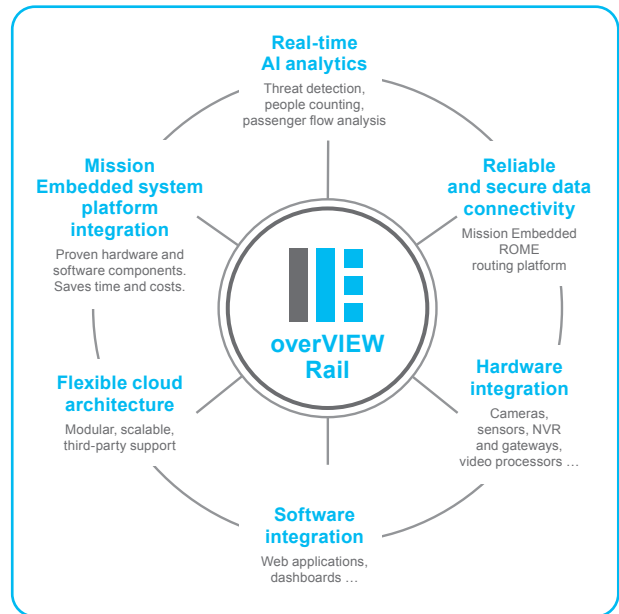 Real-time
AI analytics
Threat detection,
people counting,
passenger flow analysis
Reliable
and secure data
connectivity
Mission Embedded
ROME
routing platform
Hardware
integration
Cameras,
sensors, NVR
and gateways,
video processors …
Software
integration
Web applications,
dashboards …
Flexible cloud
architecture
Modular, scalable,
third-party support
Mission
Embedded system
platform
integration
Proven hardware and
software components.
Saves time and costs.
overVIEW
Rail